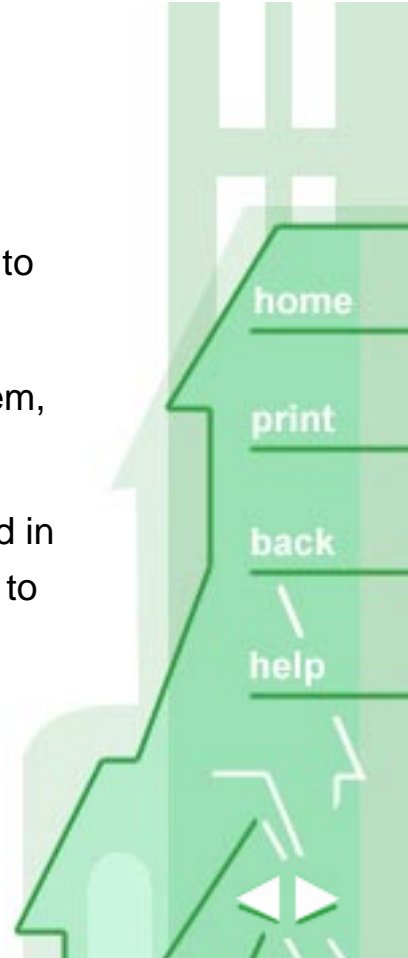 to
em,
d in
to
home
print
back
help